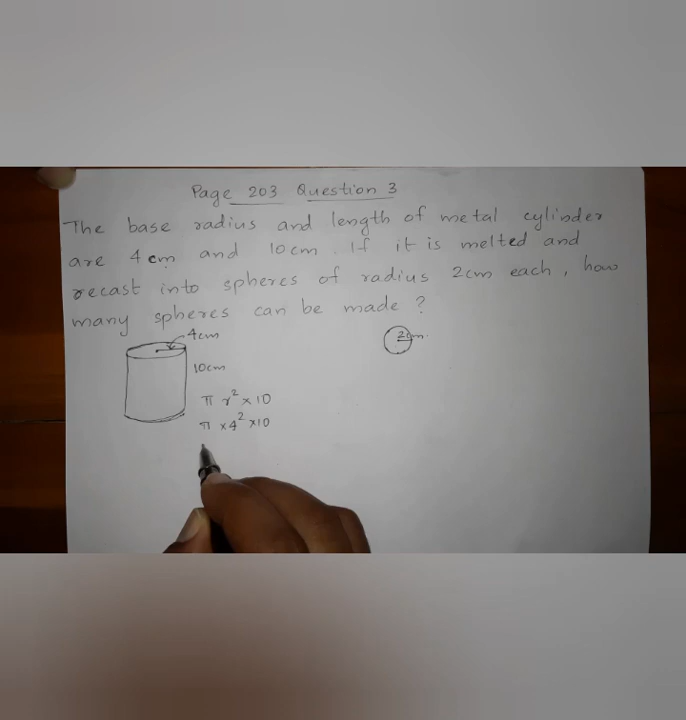 Page 203 Question 3
The base radius and length of metal cylinder
are 4 cm and 10cm. If it is melted and
recast into spheres of radius 2cm each, how
many spheres can be made ?
4cm
2cm.
10cm
π r² × 10
π × 4² × 10